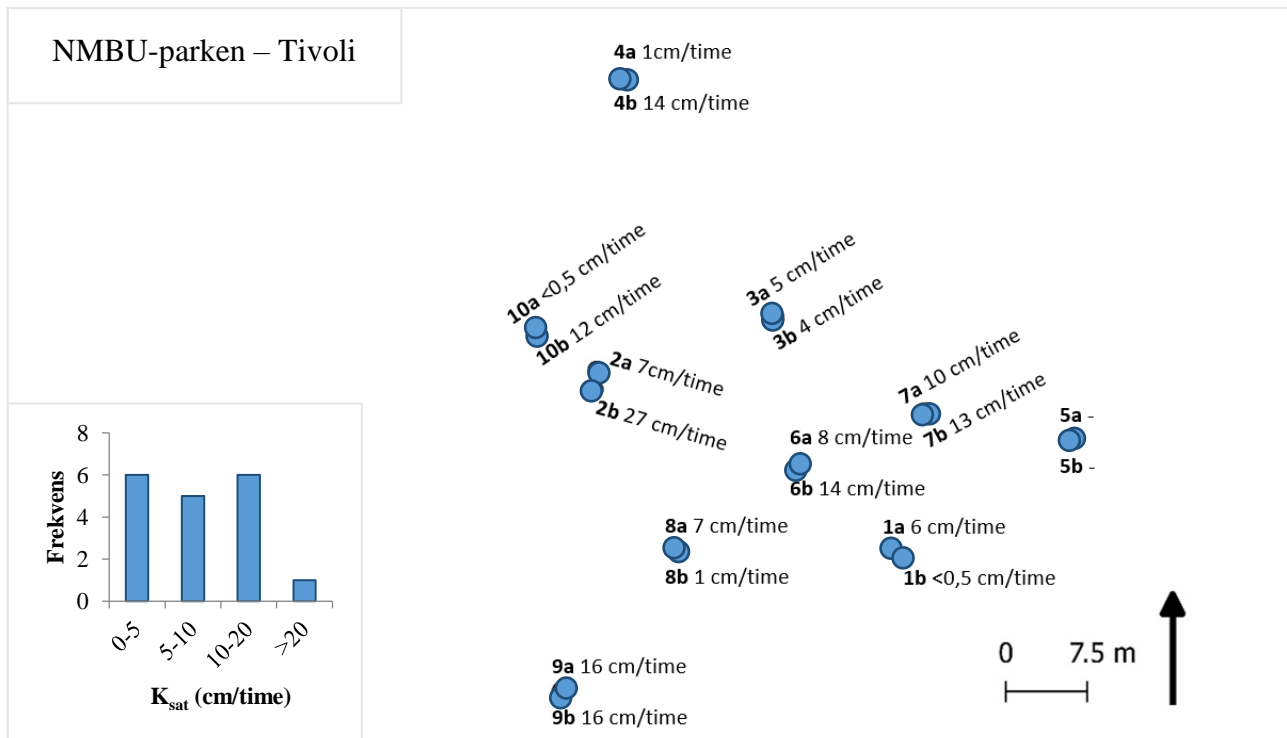 NMBU-parken – Tivoli
4a 1cm/time
4b 14 cm/time
10a <0,5 cm/time
10b 12 cm/time
3a 5 cm/time
3b 4 cm/time
2a 7cm/time
2b 27 cm/time
7a 10 cm/time
7b 13 cm/time
5a -
5b -
6a 8 cm/time
6b 14 cm/time
8a 7 cm/time
8b 1 cm/time
1a 6 cm/time
1b <0,5 cm/time
9a 16 cm/time
9b 16 cm/time
0 7.5 m
Frekvens
8
6
4
2
0
0-5 5-10 10-20 >20
Ksat (cm/time)